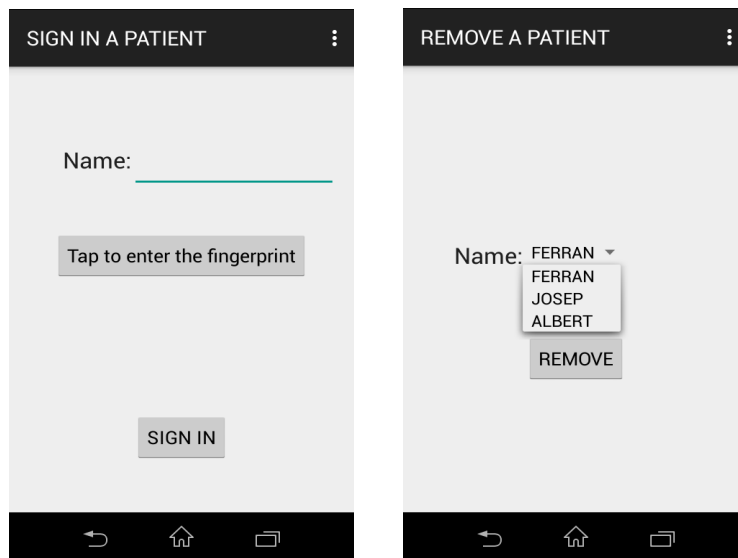 SIGN IN A PATIENT
Name:
Tap to enter the fingerprint
SIGN IN
REMOVE A PATIENT
Name: FERRAN
FERRAN
JOSEP
ALBERT
REMOVE